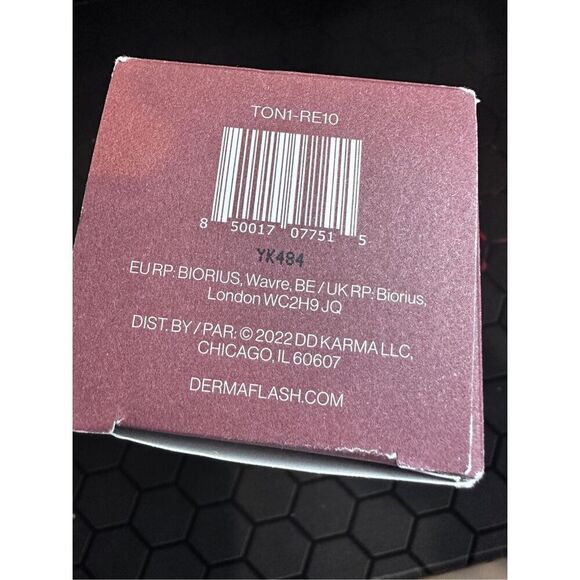 TON1-RE10
8 50017 07751 5
YK484
EU RP: BIORIUS, Wavre, BE / UK RP: Biorius,
London WC2H9 JQ
DIST. BY / PAR: © 2022 DD KARMA LLC,
CHICAGO, IL 60607
DERMAFLASH.COM